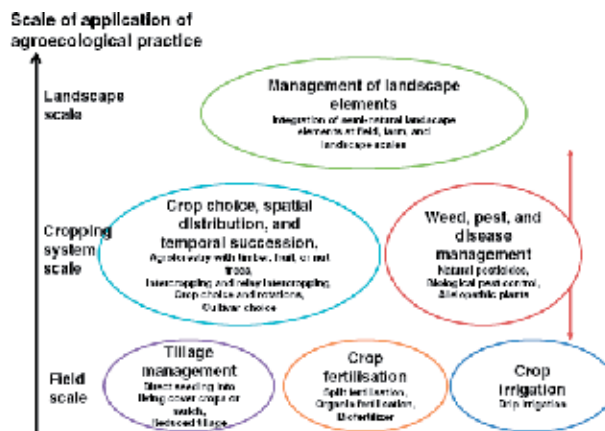 Scale of application of
agroecological practice
Landscape
scale
Management of landscape
elements
Integration of semi-natural landscape
elements at field, farm, and
landscape scales
Cropping
system
scale
Crop choice, spatial
distribution, and
temporal succession.
Agroforestry with timber, fruit, or nut
trees,
Intercropping and relay intercropping,
Crop choice and rotations,
Cultivar choice
Weed, pest, and
disease
management
Natural pesticides,
Biological pest control,
Allelopathic plants
Field
scale
Tillage
management
Direct seeding into
living cover crops or
mulch,
Reduced tillage
Crop
fertilisation
Split fertilisation,
Organic fertilisation,
Biofertilizer
Crop
irrigation
Drip irrigation